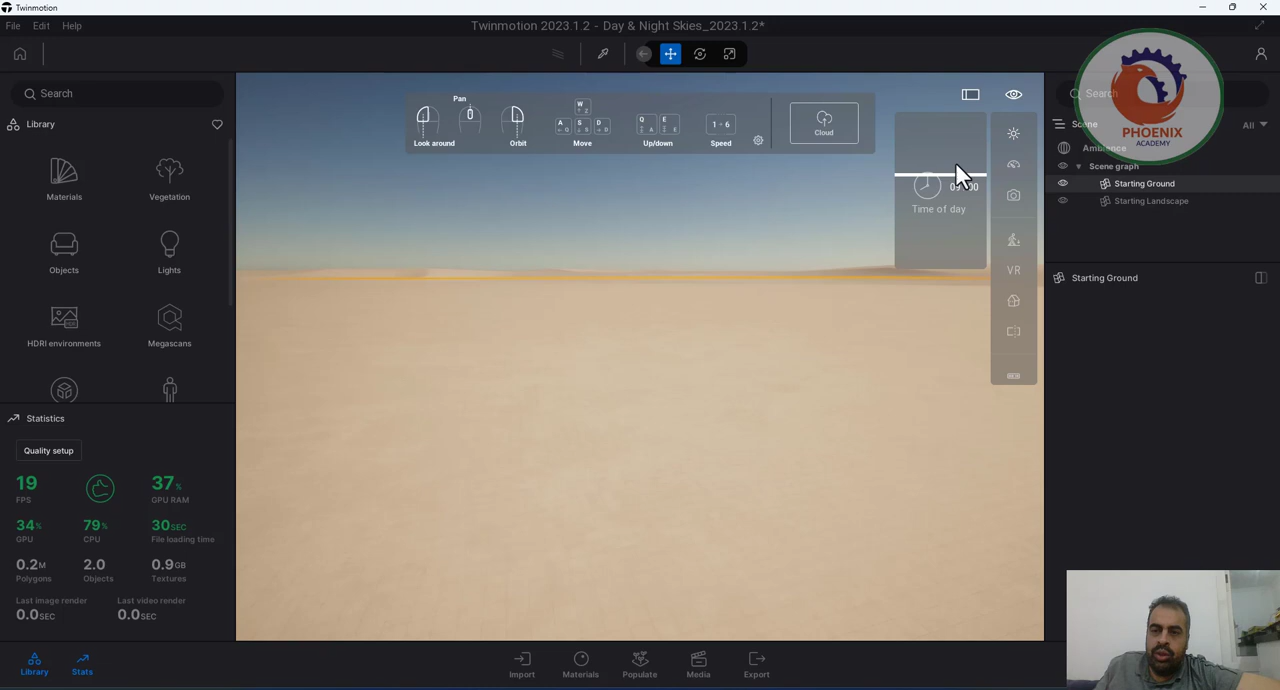 Twinmotion
File Edit Help
Twinmotion 2023.1.2 - Day & Night Skies_2023.1.2*
Search
Library
Materials
Vegetation
Objects
Lights
HDRI environments
Megascans
Statistics
Quality setup
19
FPS
37%
GPU RAM
34%
GPU
79%
CPU
30SEC
File loading time
0.2M
Polygons
2.0
Objects
0.9GB
Textures
Last image render
0.0SEC
Last video render
0.0SEC
Library
Stats
Pan
Look around
Orbit
W
A S D
Move
Q E
Up/down
1 - 6
Speed
Cloud
Time of day
VR
Search
PHOENIX
ACADEMY
Scene
All
Ambience
Scene graph
Starting Ground
Starting Landscape
Starting Ground
Import
Materials
Populate
Media
Export